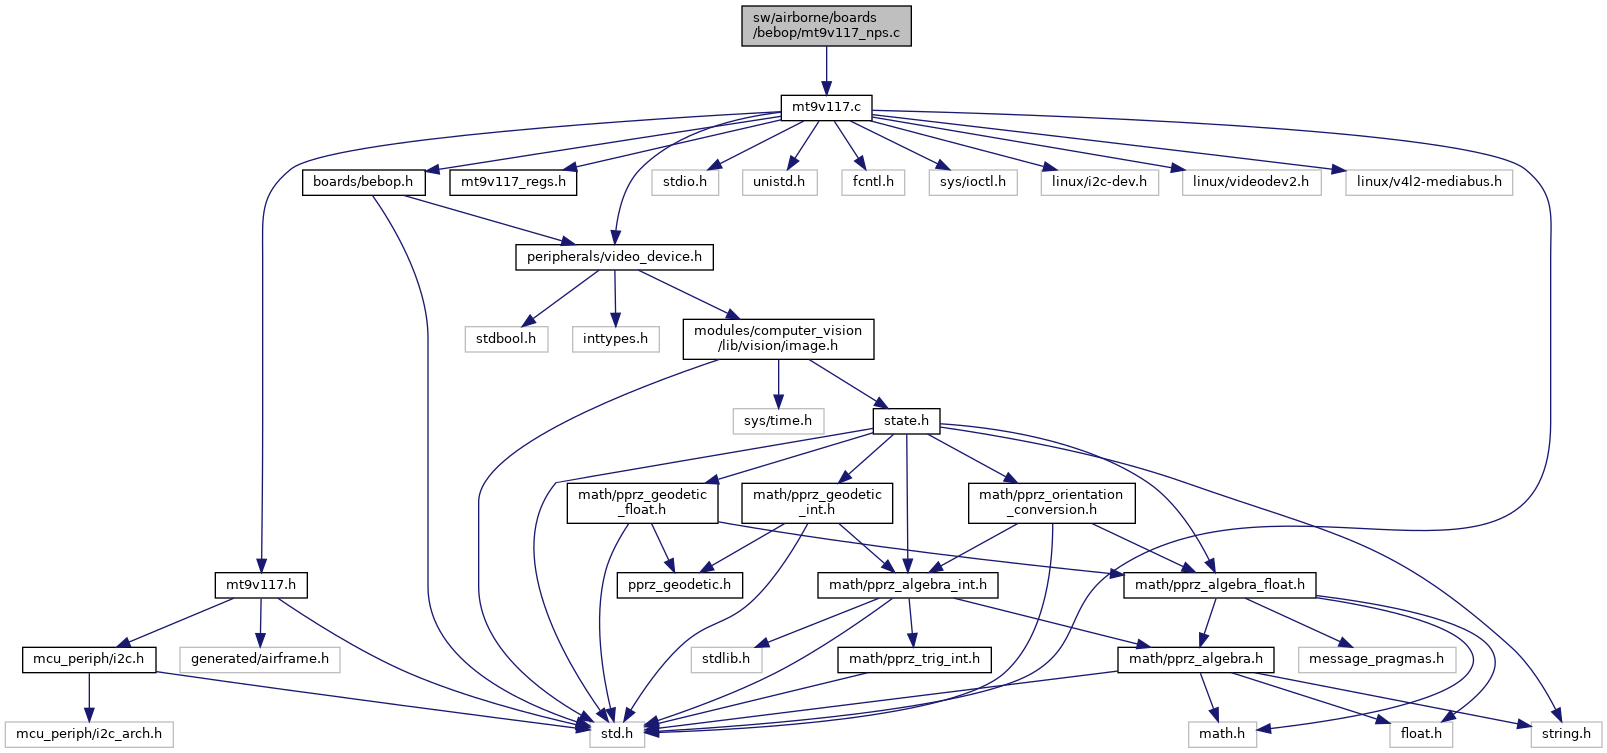 sw/airborne/boards
/bebop/mt9v117_nps.c
mt9v117.c
boards/bebop.h
mt9v117_regs.h
stdio.h
unistd.h
fcntl.h
sys/ioctl.h
linux/i2c-dev.h
linux/videodev2.h
linux/v4l2-mediabus.h
peripherals/video_device.h
stdbool.h
inttypes.h
modules/computer_vision
/lib/vision/image.h
sys/time.h
state.h
math/pprz_geodetic
_float.h
math/pprz_geodetic
_int.h
math/pprz_orientation
_conversion.h
mt9v117.h
pprz_geodetic.h
math/pprz_algebra_int.h
math/pprz_algebra_float.h
mcu_periph/i2c.h
generated/airframe.h
stdlib.h
math/pprz_trig_int.h
math/pprz_algebra.h
message_pragmas.h
mcu_periph/i2c_arch.h
std.h
math.h
float.h
string.h